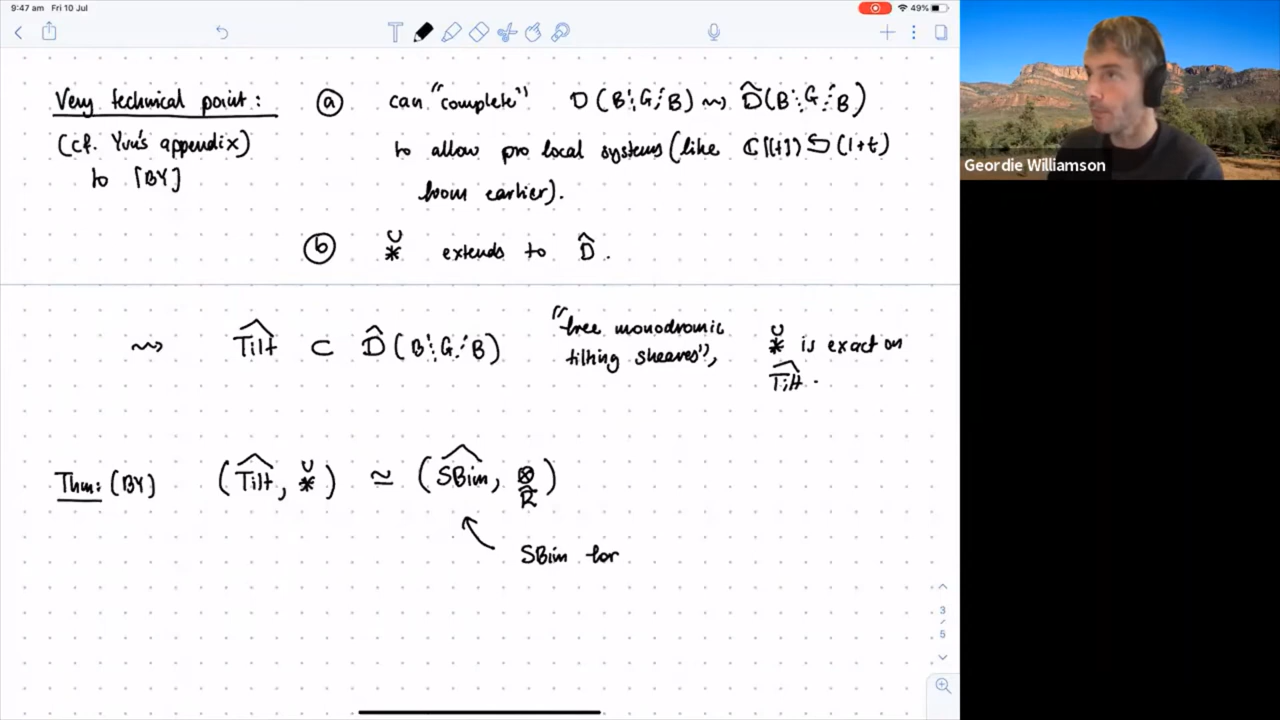 9:47 am Fri 10 Jul
49%
Very technical point:
(cf. Yun's appendix)
to [BY]
ⓐ can "complete" D(B⋮G⋮B) ⇝ D̂(B⋮G⋮B)
to allow pro local systems (like ℂ[[t]] ↺ (1+t)
from earlier).
ⓑ *̆ extends to D̂.
⇝ Tilt̂ ⊂ D̂(B⋮G⋮B) "free monodromic
tilting sheaves",
*̆ is exact on
Tilt̂.
Thm: (BY) (Tilt̂, *̆) ≃ (SBim̂, ⊗_R̂)
SBim for
3
/
5
Geordie Williamson